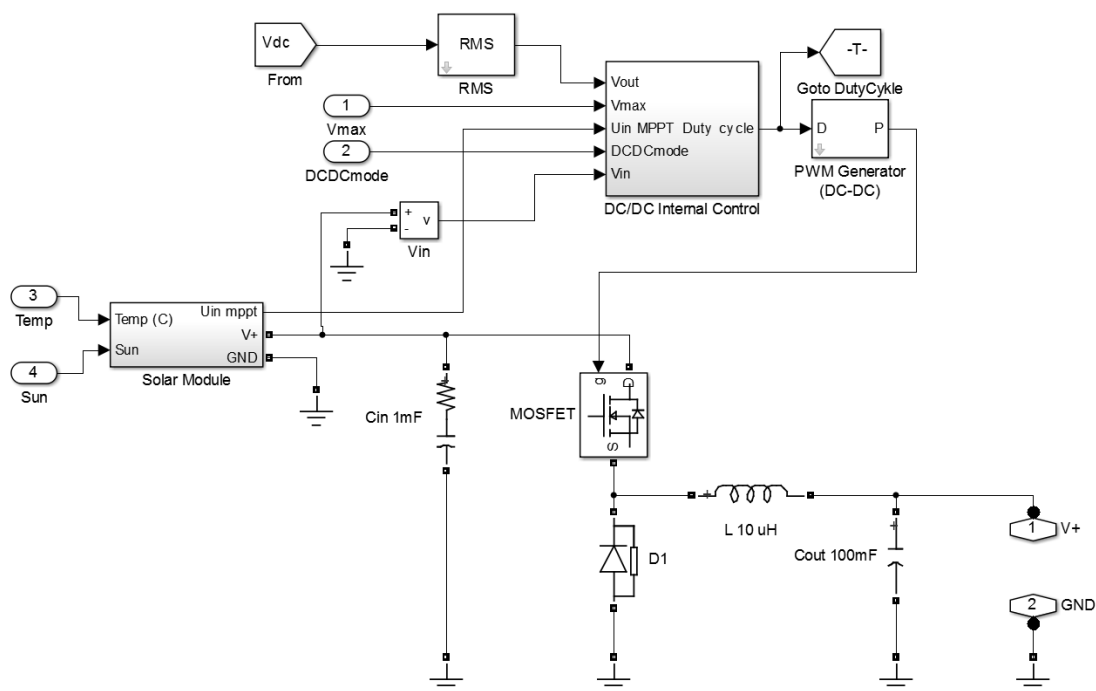 Vdc
From
RMS
RMS
-T-
Goto DutyCykle
1
Vmax
2
DCDCmode
Vout
Vmax
Uin MPPT Duty cycle
DCDCmode
Vin
DC/DC Internal Control
D P
PWM Generator
(DC-DC)
+
-
v
Vin
3
Temp
4
Sun
Temp (C)
Sun
Uin mppt
V+
GND
Solar Module
+
Cin 1mF
MOSFET
g
D
S
+
L 10 uH
D1
+
Cout 100mF
1
V+
2
GND